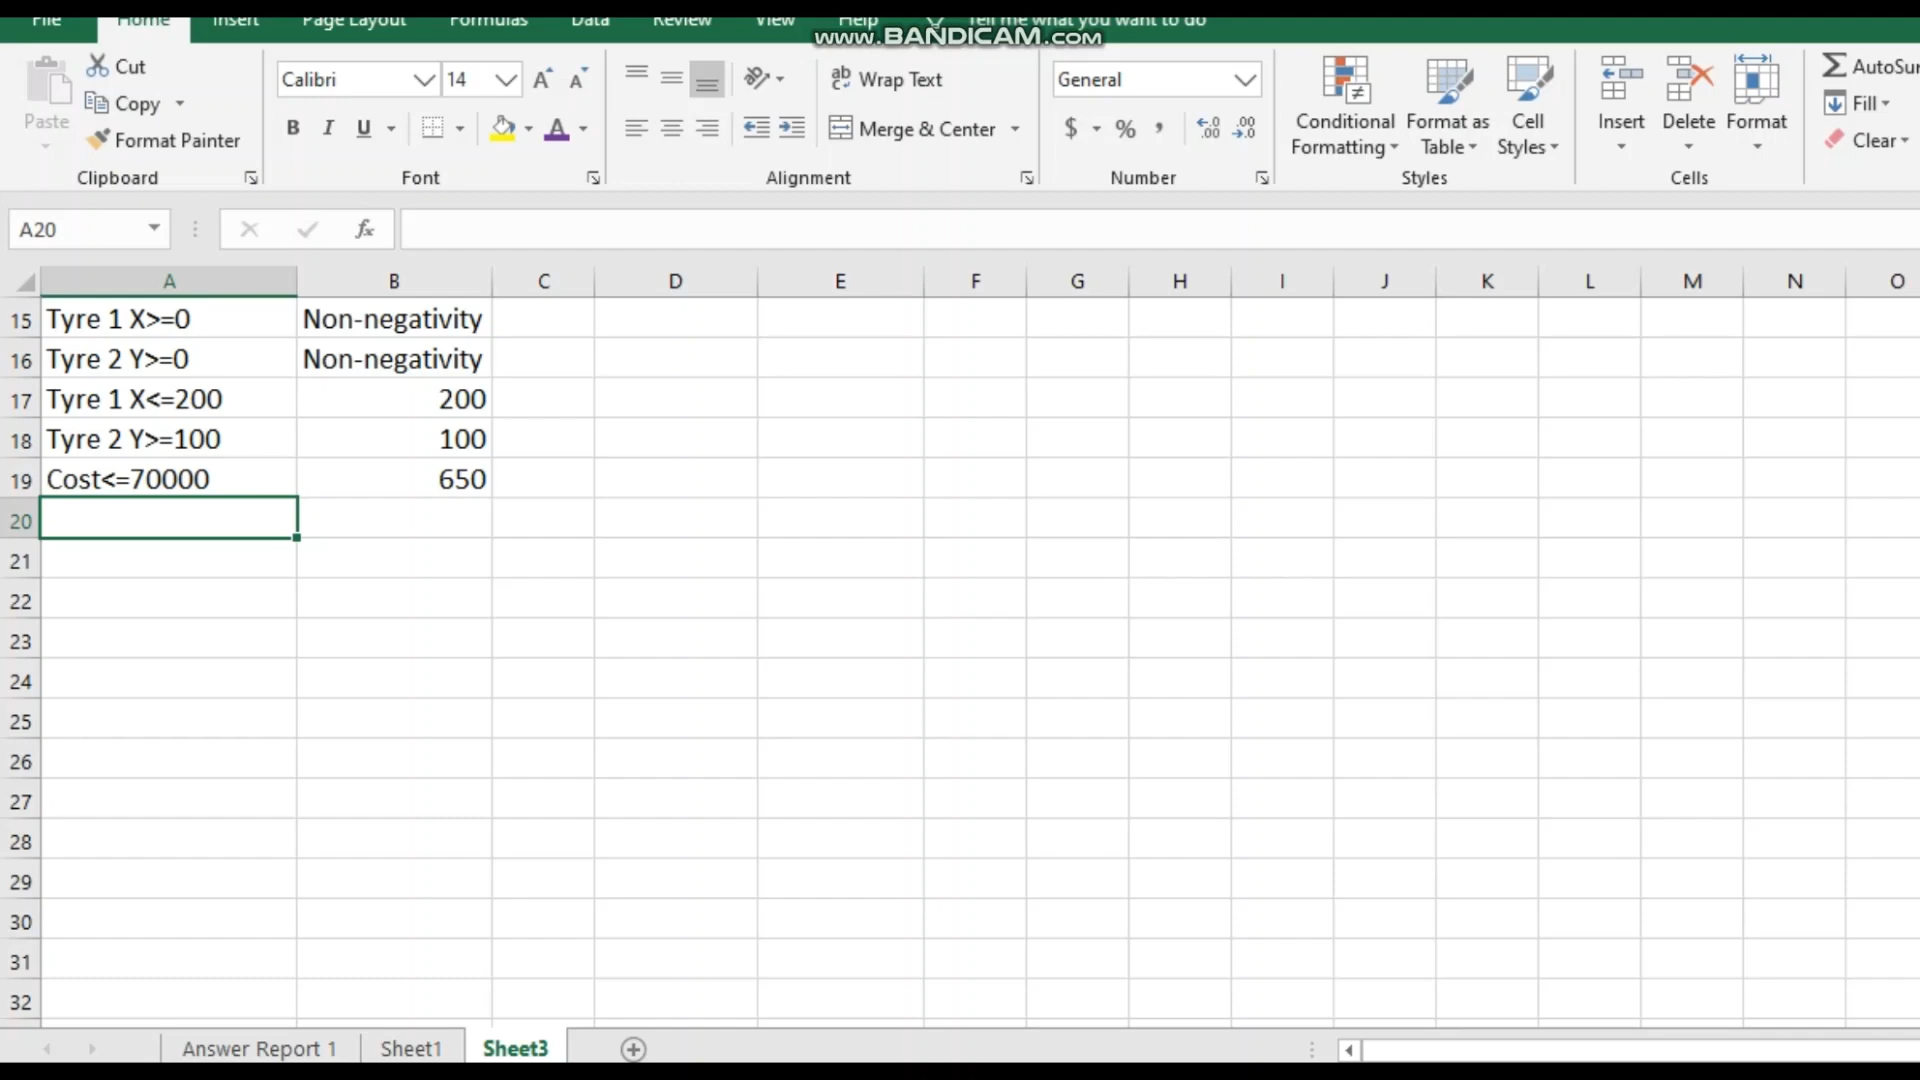 File Home Insert Page Layout Formulas Data Review View Help Tell me what you want to do
www.BANDICAM.com
Paste Cut
Copy
Format Painter
Clipboard
Calibri 14
B I U
Font
Wrap Text
Merge & Center
Alignment
General
$ % ,
Number
Conditional Formatting
Format as Table
Cell Styles
Styles
Insert Delete Format
Cells
AutoSu
Fill
Clear
A20 fx
A B C D E F G H I J K L M N O
15 Tyre 1 X>=0 Non-negativity
16 Tyre 2 Y>=0 Non-negativity
17 Tyre 1 X<=200 200
18 Tyre 2 Y>=100 100
19 Cost<=70000 650
20
21
22
23
24
25
26
27
28
29
30
31
32
Answer Report 1 Sheet1 Sheet3